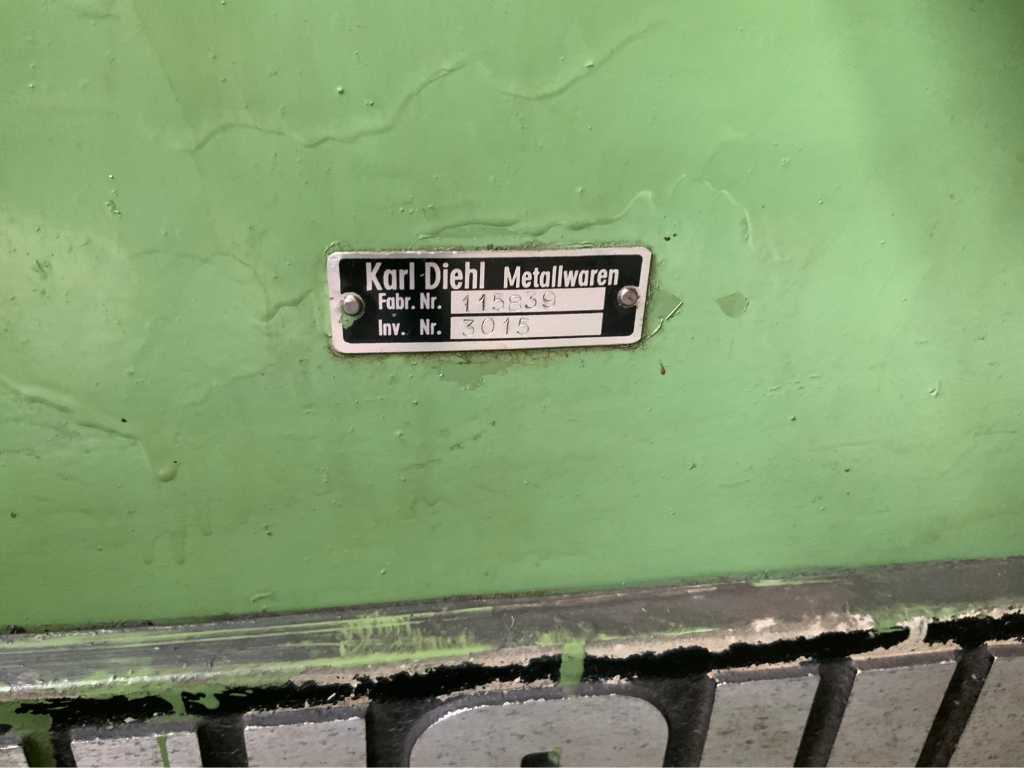 Karl Diehl Metallwaren
Fabr. Nr. 115839
Inv. Nr. 3015